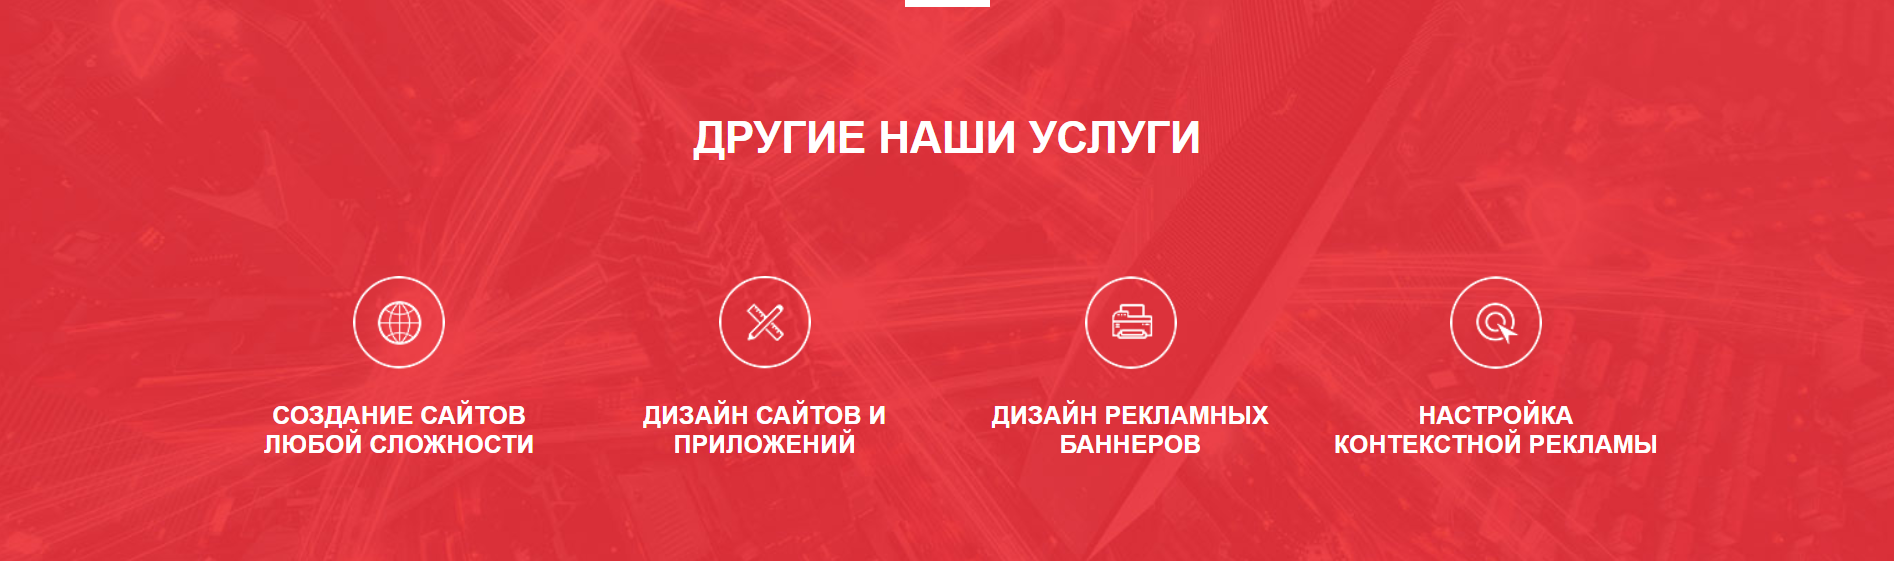 ДРУГИЕ НАШИ УСЛУГИ
СОЗДАНИЕ САЙТОВ
ЛЮБОЙ СЛОЖНОСТИ
ДИЗАЙН САЙТОВ И
ПРИЛОЖЕНИЙ
ДИЗАЙН РЕКЛАМНЫХ
БАННЕРОВ
НАСТРОЙКА
КОНТЕКСТНОЙ РЕКЛАМЫ